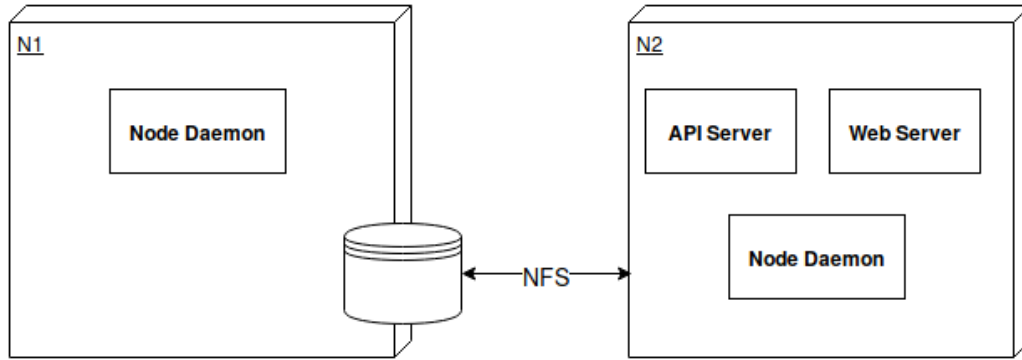 N1
Node Daemon
NFS
N2
API Server
Web Server
Node Daemon